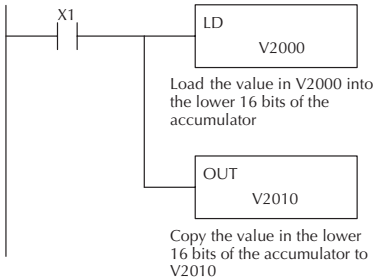 X1
LD
V2000
Load the value in V2000 into
the lower 16 bits of the
accumulator
OUT
V2010
Copy the value in the lower
16 bits of the accumulator to
V2010